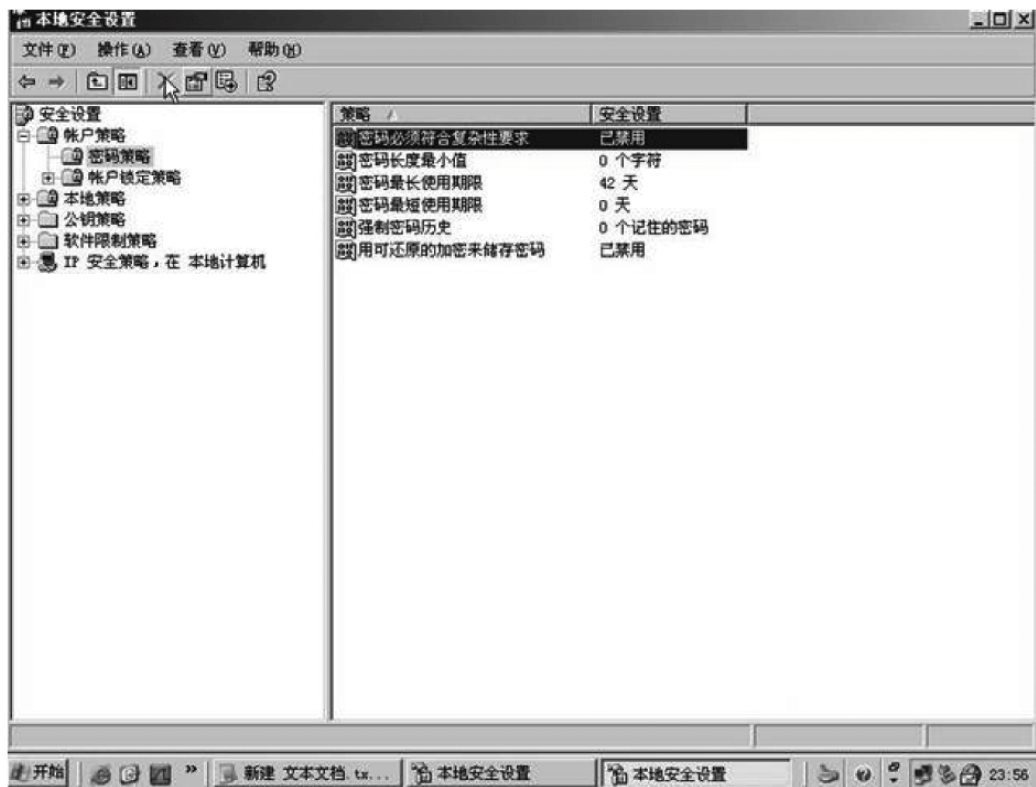 本地安全设置
文件(F) 操作(A) 查看(V) 帮助(H)
安全设置
帐户策略
密码策略
帐户锁定策略
本地策略
公钥策略
软件限制策略
IP 安全策略，在 本地计算机
策略 安全设置
密码必须符合复杂性要求 已禁用
密码长度最小值 0 个字符
密码最长使用期限 42 天
密码最短使用期限 0 天
强制密码历史 0 个记住的密码
用可还原的加密来储存密码 已禁用
开始 » 新建 文本文档.tx... 本地安全设置 本地安全设置 23:56